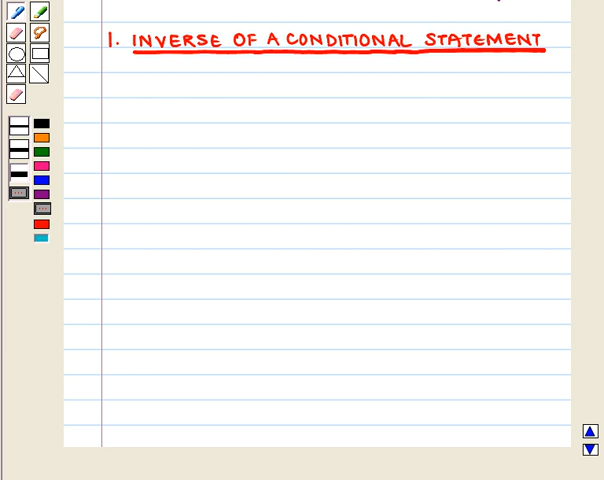 1. INVERSE OF A CONDITIONAL STATEMENT